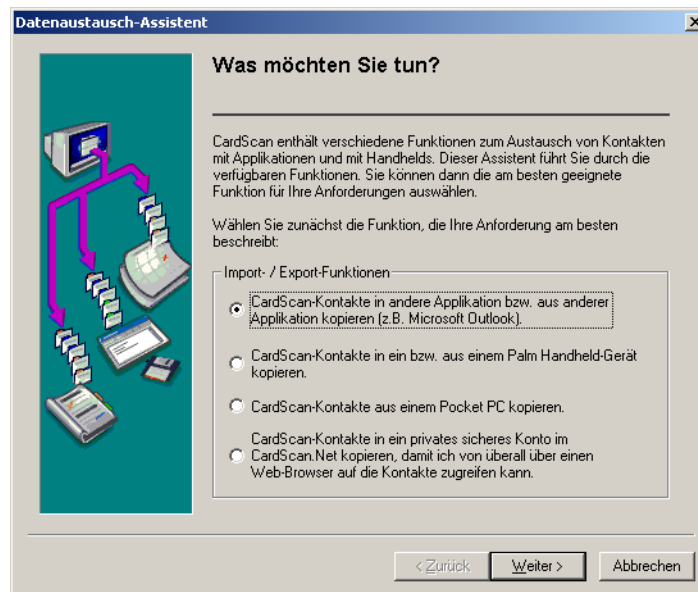 Datenaustausch-Assistent
Was möchten Sie tun?
CardScan enthält verschiedene Funktionen zum Austausch von Kontakten
mit Applikationen und mit Handhelds. Dieser Assistent führt Sie durch die
verfügbaren Funktionen. Sie können dann die am besten geeignete
Funktion für Ihre Anforderungen auswählen.
Wählen Sie zunächst die Funktion, die Ihre Anforderung am besten
beschreibt:
Import- / Export-Funktionen
CardScan-Kontakte in andere Applikation bzw. aus anderer
Applikation kopieren (z.B. Microsoft Outlook).
CardScan-Kontakte in ein bzw. aus einem Palm Handheld-Gerät
kopieren.
CardScan-Kontakte aus einem Pocket PC kopieren.
CardScan-Kontakte in ein privates sicheres Konto im
CardScan.Net kopieren, damit ich von überall über einen
Web-Browser auf die Kontakte zugreifen kann.
< Zurück Weiter > Abbrechen